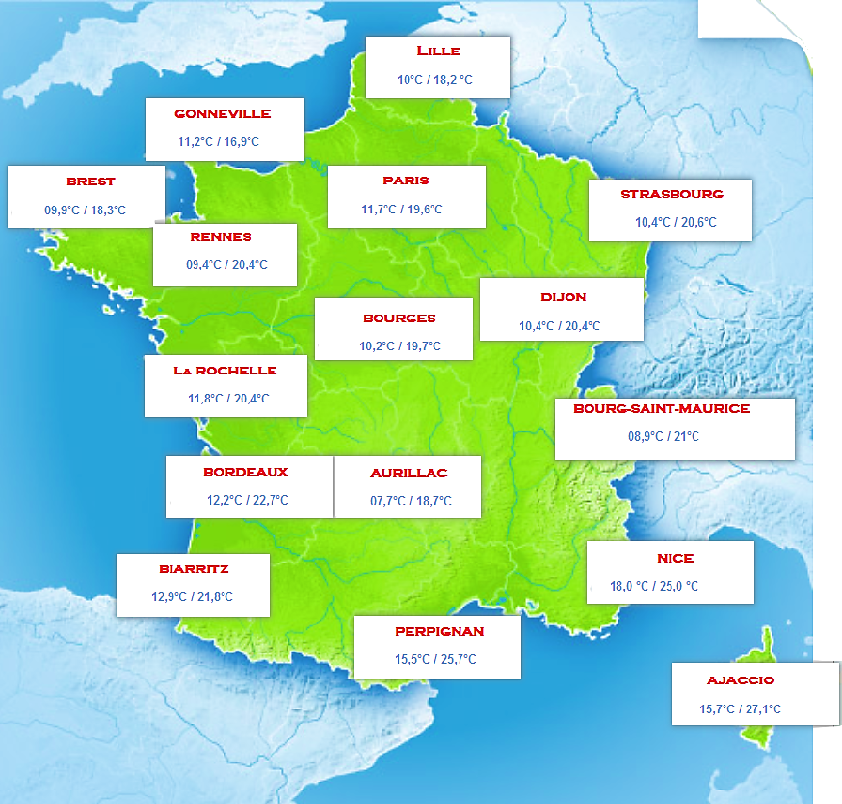 LILLE
10°C / 18,2 °C
GONNEVILLE
11,2°C / 16,9°C
BREST
09,9°C / 18,3°C
PARIS
11,7°C / 19,6°C
STRASBOURG
10,4°C / 20,6°C
RENNES
09,4°C / 20,4°C
DIJON
10,4°C / 20,4°C
BOURGES
10,2°C / 19,7°C
La ROCHELLE
11,8°C / 20,4°C
BOURG-SAINT-MAURICE
08,9°C / 21°C
BORDEAUX
12,2°C / 22,7°C
AURILLAC
07,7°C / 18,7°C
BIARRITZ
12,9°C / 21,8°C
NICE
18,0 °C / 25,0 °C
PERPIGNAN
15,5°C / 25,7°C
AJACCIO
15,7°C / 27,1°C